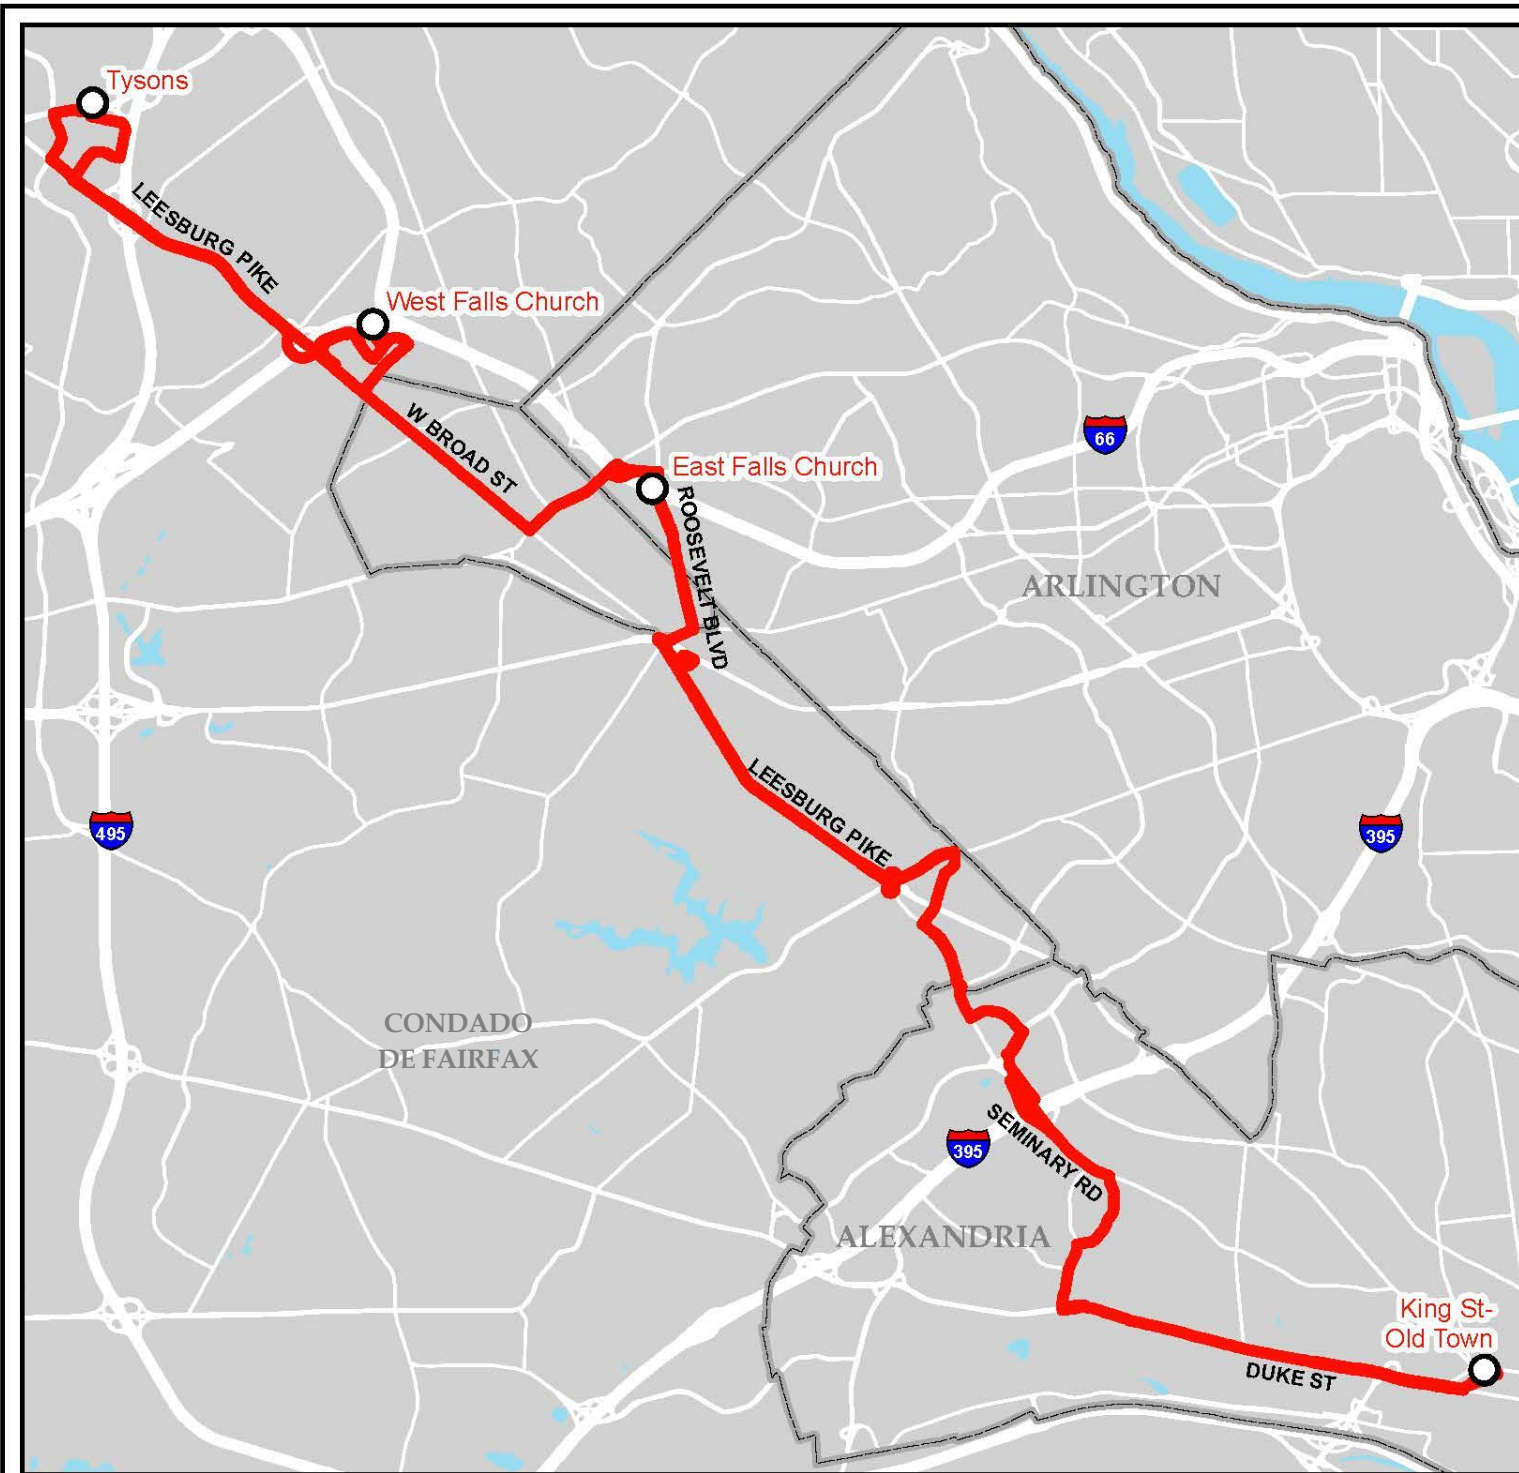 Tysons
LEESBURG PIKE
West Falls Church
W BROAD ST
66
East Falls Church
ROOSEVELT BLVD
ARLINGTON
LEESBURG PIKE
495
395
CONDADO
DE FAIRFAX
SEMINARY RD
395
ALEXANDRIA
King St-
Old Town
DUKE ST